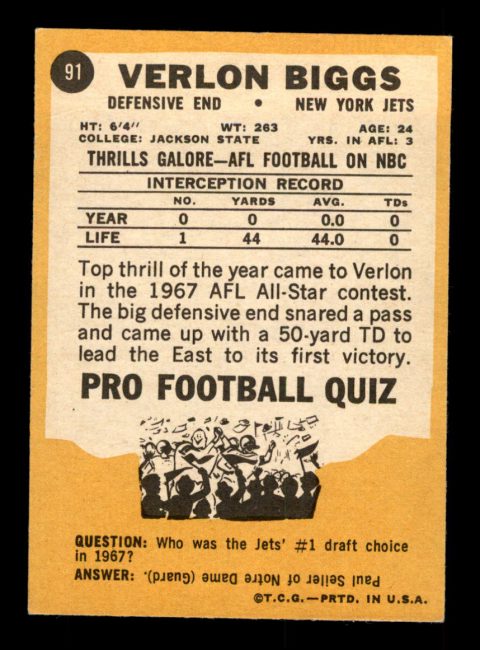 91
VERLON BIGGS
DEFENSIVE END • NEW YORK JETS
HT: 6'4" WT: 263 AGE: 24
COLLEGE: JACKSON STATE YRS. IN AFL: 3
THRILLS GALORE—AFL FOOTBALL ON NBC
INTERCEPTION RECORD
NO. YARDS AVG. TDs
YEAR 0 0 0.0 0
LIFE 1 44 44.0 0
Top thrill of the year came to Verlon
in the 1967 AFL All-Star contest.
The big defensive end snared a pass
and came up with a 50-yard TD to
lead the East to its first victory.
PRO FOOTBALL QUIZ
QUESTION: Who was the Jets' #1 draft choice
in 1967?
ANSWER: Paul Seiler of Notre Dame (Guard).
©T.C.G.—PRTD. IN U.S.A.